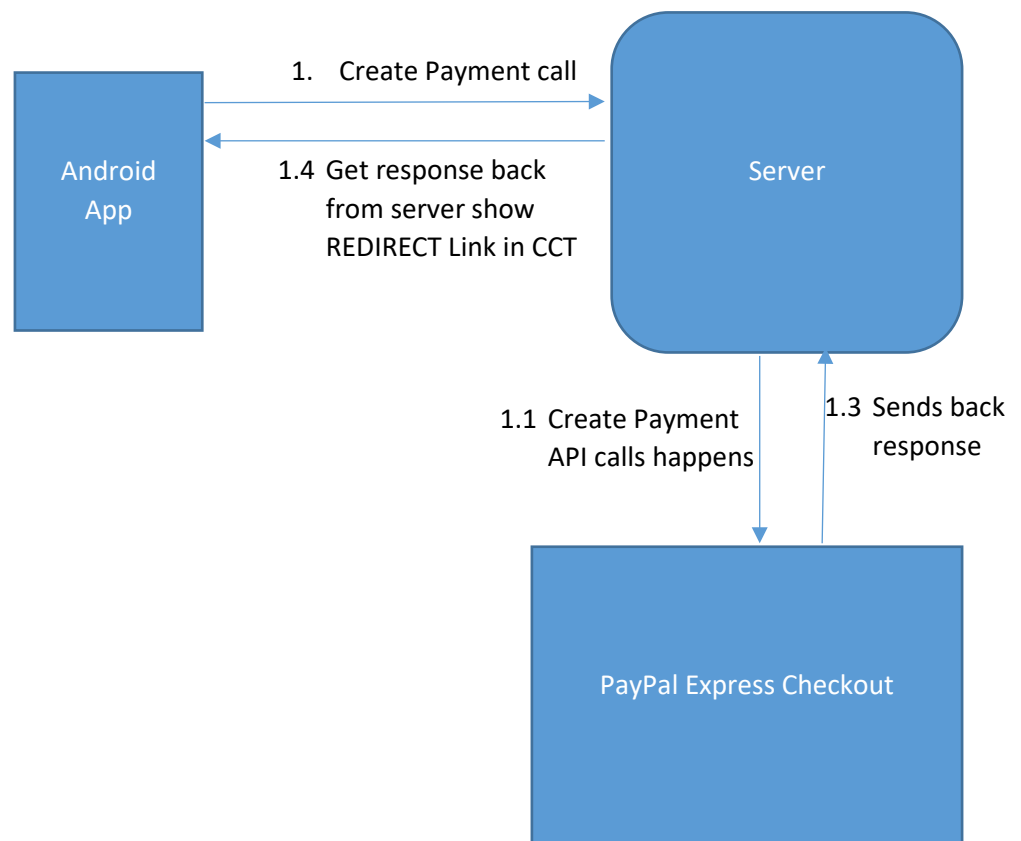 1. Create Payment call
Android
App
1.4 Get response back
from server show
REDIRECT Link in CCT
Server
1.1 Create Payment
API calls happens
1.3 Sends back
response
PayPal Express Checkout